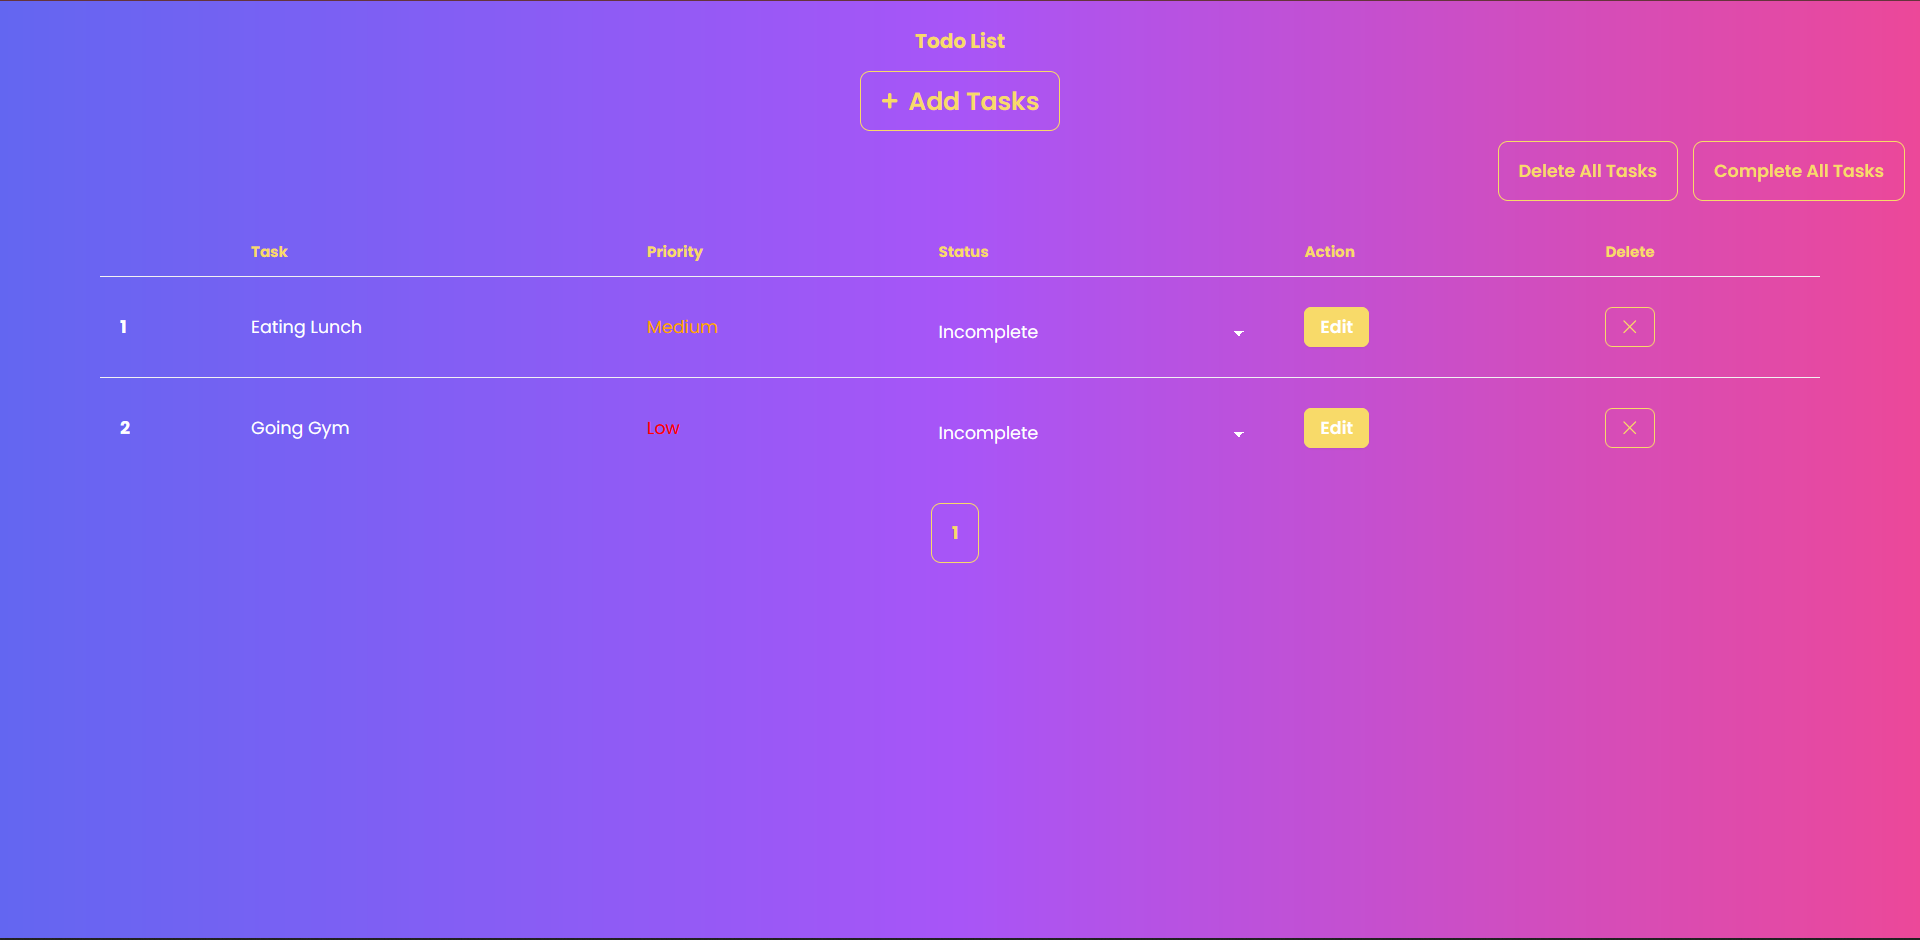 Todo List
+ Add Tasks
Delete All Tasks Complete All Tasks
Task Priority Status Action Delete
1 Eating Lunch Medium Incomplete Edit
2 Going Gym Low Incomplete Edit
1